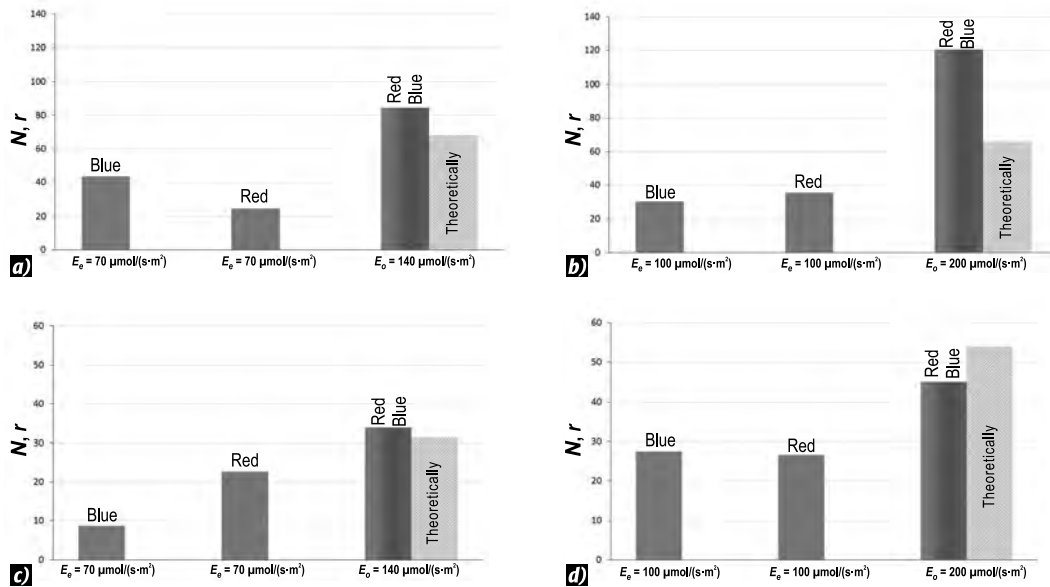 140
120
100
80
60
40
20
0
N, r
Blue
Red
Red
Blue
Theoretically
Eₑ = 70 µmol/(s·m²)
Eₑ = 70 µmol/(s·m²)
Eₒ = 140 µmol/(s·m²)
a)
140
120
100
80
60
40
20
0
N, r
Blue
Red
Red
Blue
Theoretically
Eₑ = 100 µmol/(s·m²)
Eₑ = 100 µmol/(s·m²)
Eₒ = 200 µmol/(s·m²)
b)
60
50
40
30
20
10
0
N, r
Blue
Red
Red
Blue
Theoretically
Eₑ = 70 µmol/(s·m²)
Eₑ = 70 µmol/(s·m²)
Eₒ = 140 µmol/(s·m²)
c)
60
50
40
30
20
10
0
N, r
Blue
Red
Red
Blue
Theoretically
Eₑ = 100 µmol/(s·m²)
Eₑ = 100 µmol/(s·m²)
Eₒ = 200 µmol/(s·m²)
d)